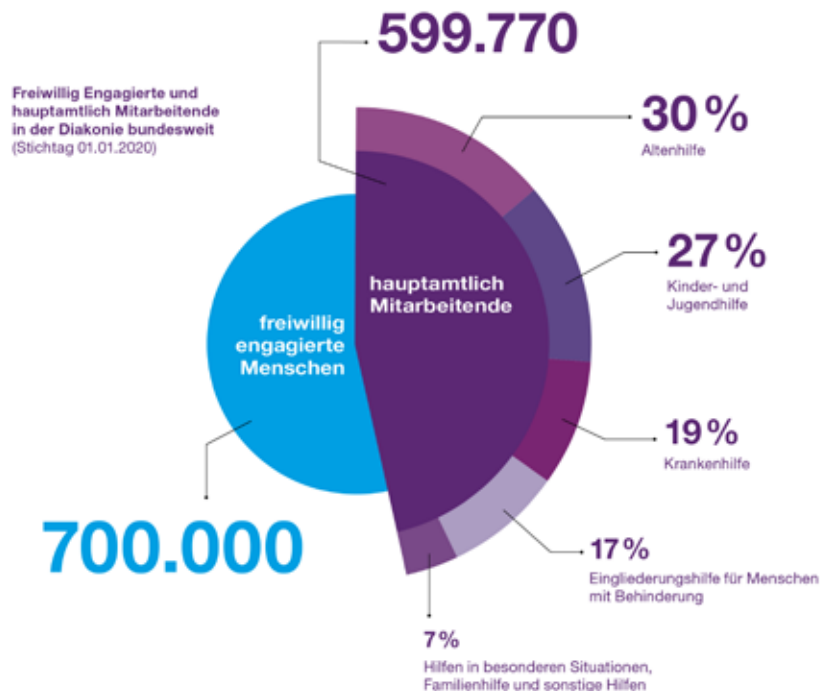 599.770
Freiwillig Engagierte und
hauptamtlich Mitarbeitende
in der Diakonie bundesweit
(Stichtag 01.01.2020)
30 %
Altenhilfe
27 %
Kinder- und
Jugendhilfe
hauptamtlich
Mitarbeitende
freiwillig
engagierte
Menschen
19 %
Krankenhilfe
700.000
17 %
Eingliederungshilfe für Menschen
mit Behinderung
7 %
Hilfen in besonderen Situationen,
Familienhilfe und sonstige Hilfen